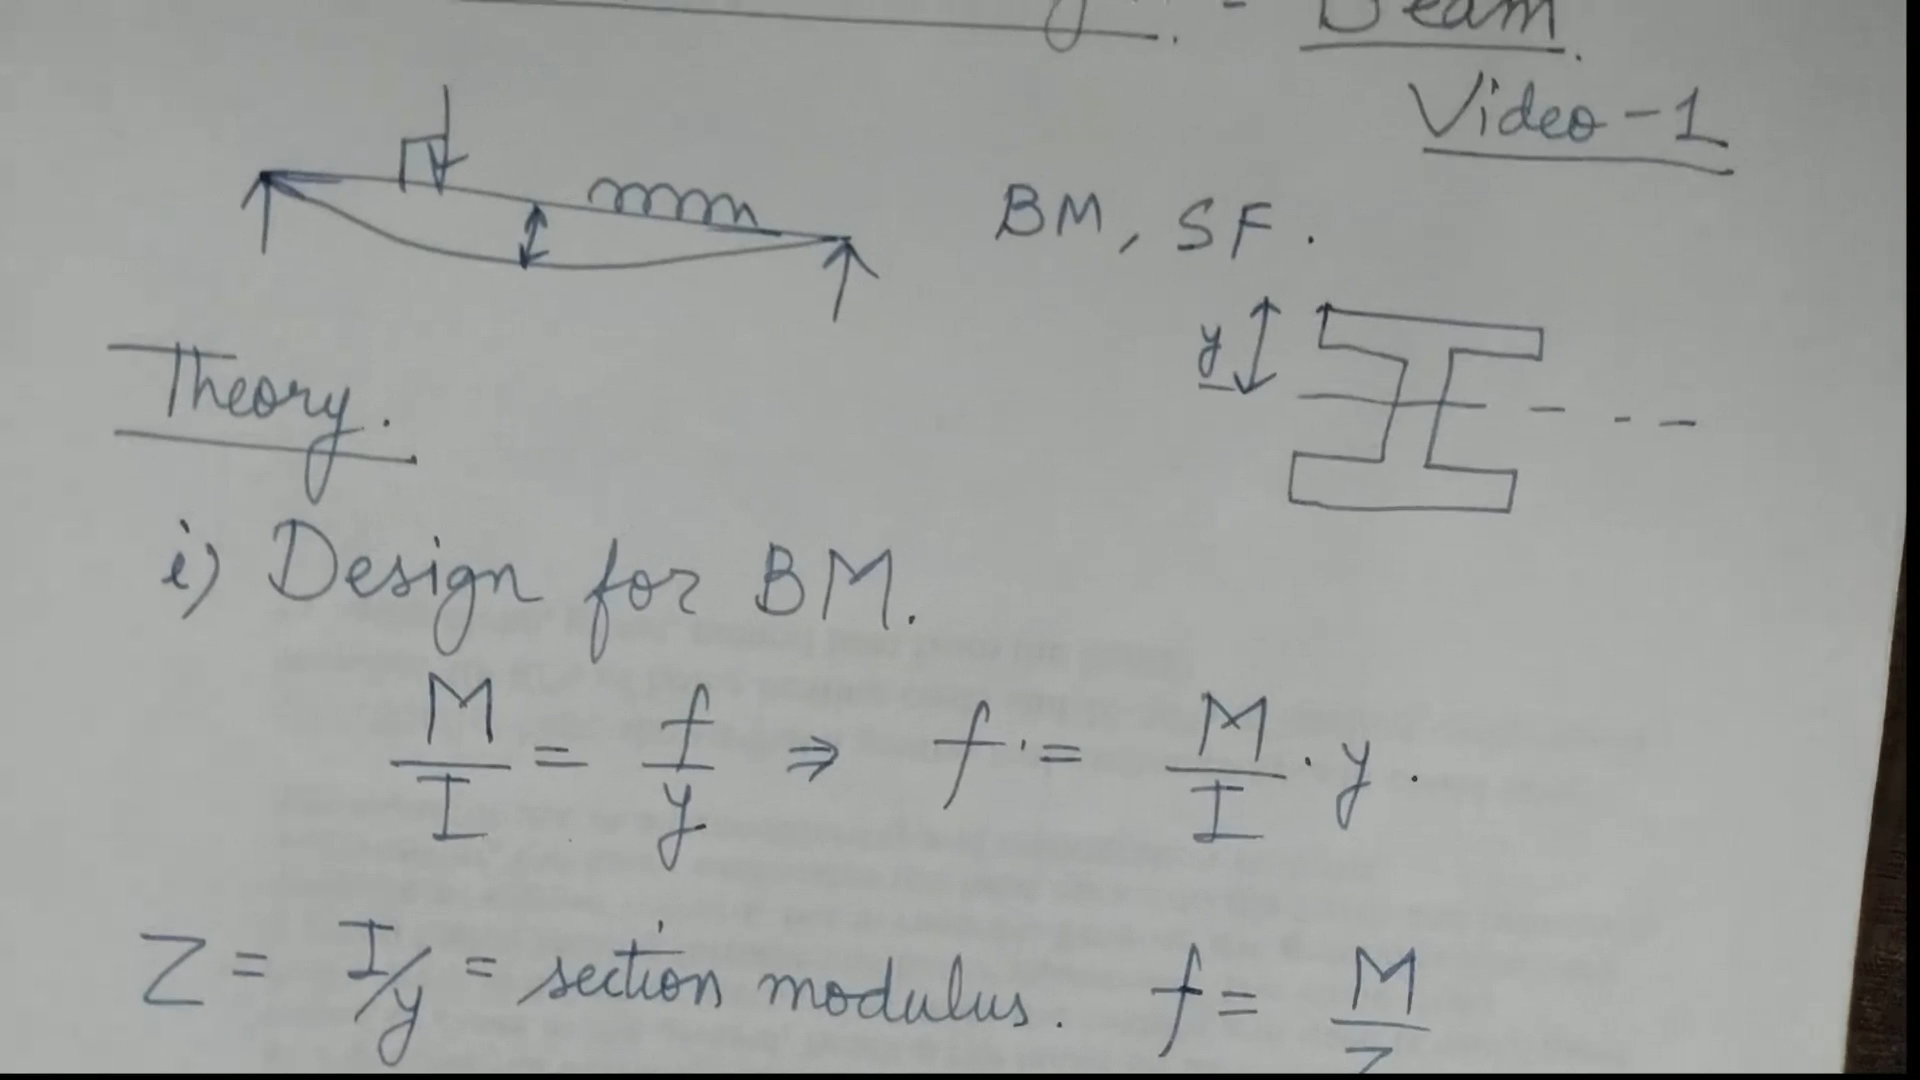 - Beam.
Video-1
BM, SF.
y
Theory.
i) Design for BM.
M/I = f/y ⇒ f = M/I · y.
Z = I/y = section modulus. f = M/Z